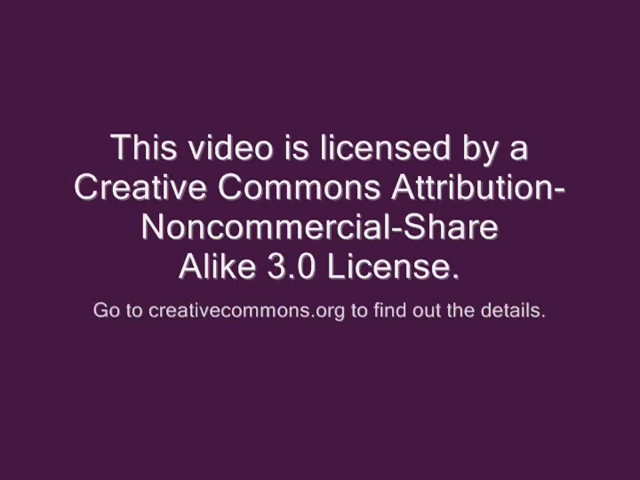 This video is licensed by a
Creative Commons Attribution-
Noncommercial-Share
Alike 3.0 License.
Go to creativecommons.org to find out the details.